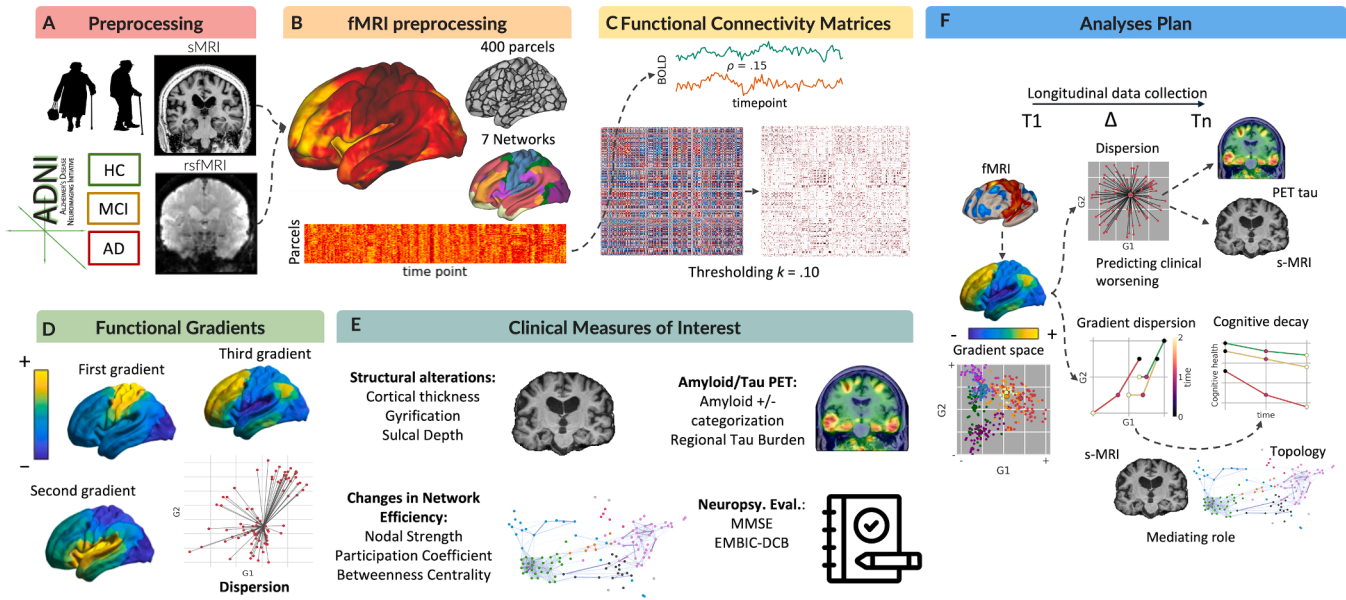 A Preprocessing
sMRI
ADNI
ALZHEIMER'S DISEASE
NEUROIMAGING INITIATIVE
HC
MCI
AD
rsfMRI
B fMRI preprocessing
400 parcels
7 Networks
Parcels
time point
C Functional Connectivity Matrices
BOLD
ρ = .15
timepoint
Thresholding k = .10
D Functional Gradients
+
−
First gradient
Third gradient
Second gradient
G2
G1
Dispersion
E Clinical Measures of Interest
Structural alterations:
Cortical thickness
Gyrification
Sulcal Depth
Amyloid/Tau PET:
Amyloid +/-
categorization
Regional Tau Burden
Changes in Network
Efficiency:
Nodal Strength
Participation Coefficient
Betweenness Centrality
Neuropsy. Eval.:
MMSE
EMBIC-DCB
F Analyses Plan
Longitudinal data collection
T1 Δ Tn
fMRI
Dispersion
G2
G1
PET tau
s-MRI
Predicting clinical
worsening
- +
Gradient space
+
G2
-
- +
G1
Gradient dispersion
G2
G1
2
1
0
time
Cognitive decay
Cognitive health
time
s-MRI
Topology
Mediating role